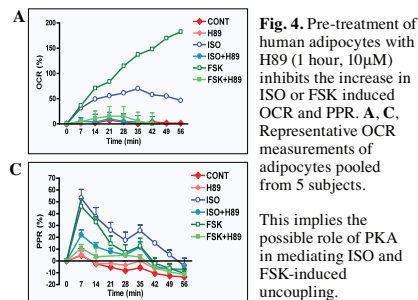 A
OCR (%)
200
150
100
50
0
0 7 14 21 28 35 42 49 56
Time (min)
CONT
H89
ISO
ISO+H89
FSK
FSK+H89
C
PPR (%)
70
60
50
40
30
20
10
0
-10
-20
0 7 14 21 28 35 42 49 56
Time (min)
CONT
H89
ISO
ISO+H89
FSK
FSK+H89
Fig. 4. Pre-treatment of
human adipocytes with
H89 (1 hour, 10μM)
inhibits the increase in
ISO or FSK induced
OCR and PPR. A, C,
Representative OCR
measurements of
adipocytes pooled
from 5 subjects.
This implies the
possible role of PKA
in mediating ISO and
FSK-induced
uncoupling.